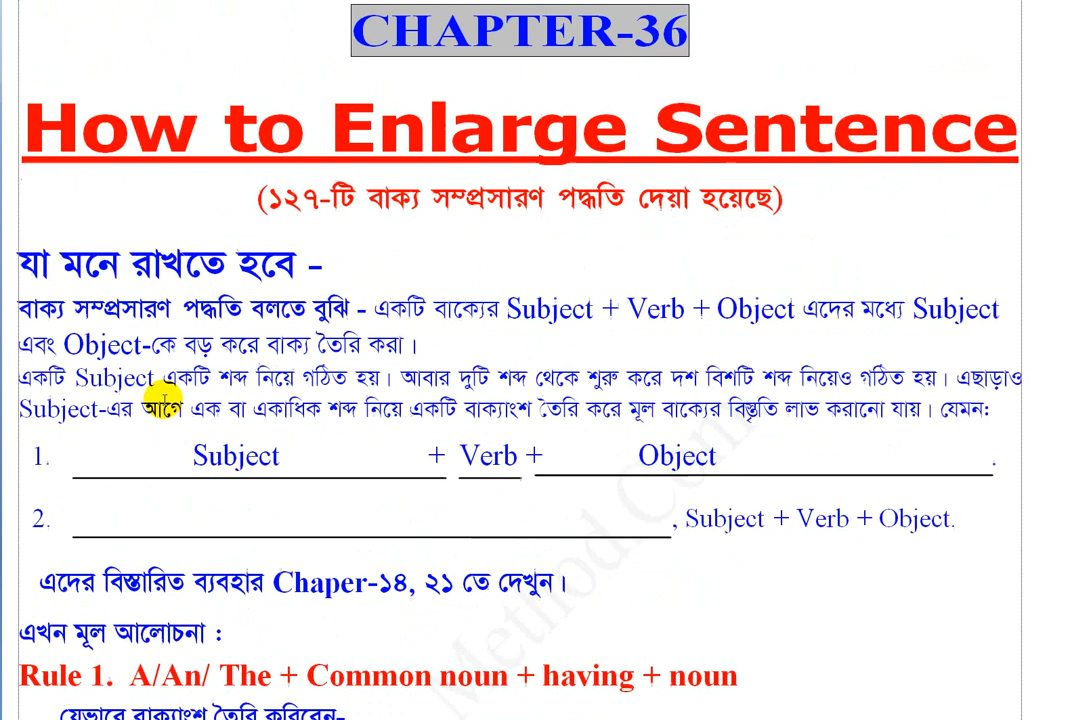 CHAPTER-36
How to Enlarge Sentence
(১২৭-টি বাক্য সম্প্রসারণ পদ্ধতি দেয়া হয়েছে)
যা মনে রাখতে হবে -
বাক্য সম্প্রসারণ পদ্ধতি বলতে বুঝি - একটি বাক্যের Subject + Verb + Object এদের মধ্যে Subject
এবং Object-কে বড় করে বাক্য তৈরি করা।
একটি Subject একটি শব্দ নিয়ে গঠিত হয়। আবার দুটি শব্দ থেকে শুরু করে দশ বিশটি শব্দ নিয়েও গঠিত হয়। এছাড়াও
Subject-এর আগে এক বা একাধিক শব্দ নিয়ে একটি বাক্যাংশ তৈরি করে মূল বাক্যের বিস্তৃতি লাভ করানো যায়। যেমন:
1. Subject + Verb + Object .
2. , Subject + Verb + Object.
এদের বিস্তারিত ব্যবহার Chaper-১৪, ২১ তে দেখুন।
এখন মূল আলোচনা :
Rule 1. A/An/ The + Common noun + having + noun
যেভাবে বাক্যাংশ তৈরি করিবেন-
Method Com